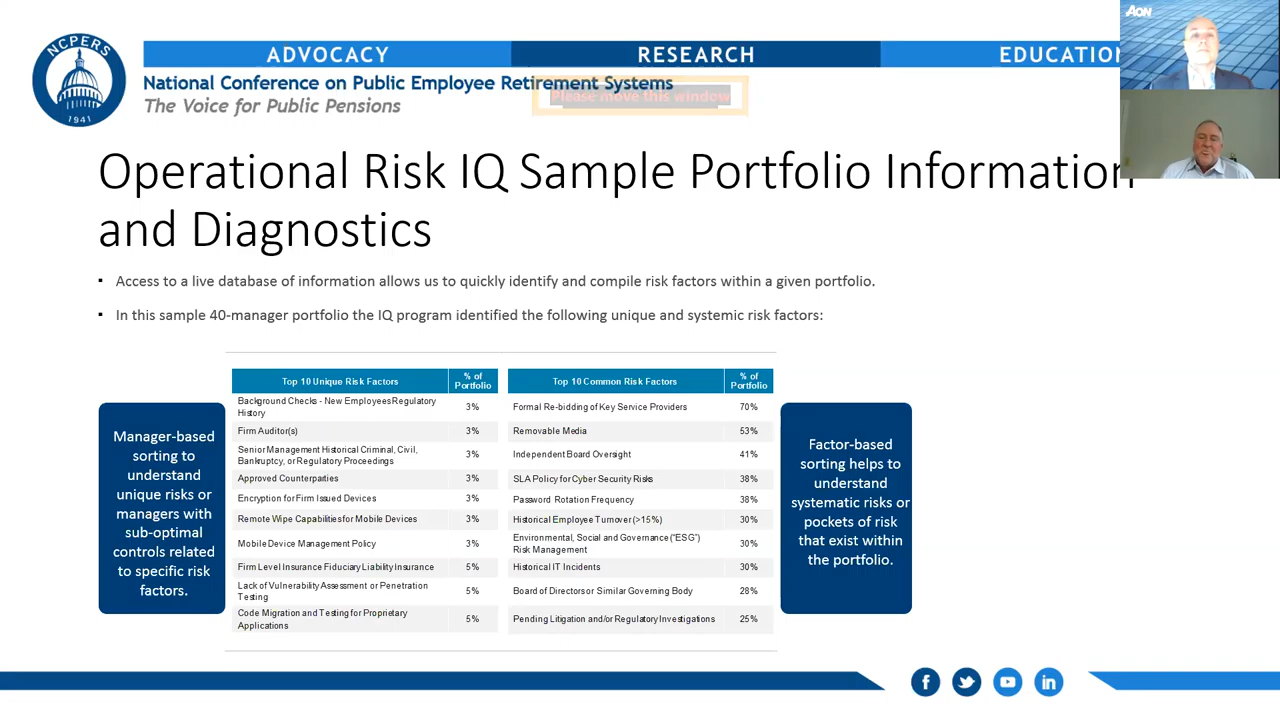 NCPERS
1941
ADVOCACY
RESEARCH
EDUCATION
National Conference on Public Employee Retirement Systems
The Voice for Public Pensions
Please move this window
AON
Operational Risk IQ Sample Portfolio Information
and Diagnostics
▪ Access to a live database of information allows us to quickly identify and compile risk factors within a given portfolio.
▪ In this sample 40-manager portfolio the IQ program identified the following unique and systemic risk factors:
Manager-based
sorting to
understand
unique risks or
managers with
sub-optimal
controls related
to specific risk
factors.
Top 10 Unique Risk Factors
% of
Portfolio
Background Checks - New Employees Regulatory
History
3%
Firm Auditor(s)
3%
Senior Management Historical Criminal, Civil,
Bankruptcy, or Regulatory Proceedings
3%
Approved Counterparties
3%
Encryption for Firm Issued Devices
3%
Remote Wipe Capabilities for Mobile Devices
3%
Mobile Device Management Policy
3%
Firm Level Insurance Fiduciary Liability Insurance
5%
Lack of Vulnerability Assessment or Penetration
Testing
5%
Code Migration and Testing for Proprietary
Applications
5%
Top 10 Common Risk Factors
% of
Portfolio
Formal Re-bidding of Key Service Providers
70%
Removable Media
53%
Independent Board Oversight
41%
SLA Policy for Cyber Security Risks
38%
Password Rotation Frequency
38%
Historical Employee Turnover (>15%)
30%
Environmental, Social and Governance ("ESG")
Risk Management
30%
Historical IT Incidents
30%
Board of Directors or Similar Governing Body
28%
Pending Litigation and/or Regulatory Investigations
25%
Factor-based
sorting helps to
understand
systematic risks or
pockets of risk
that exist within
the portfolio.